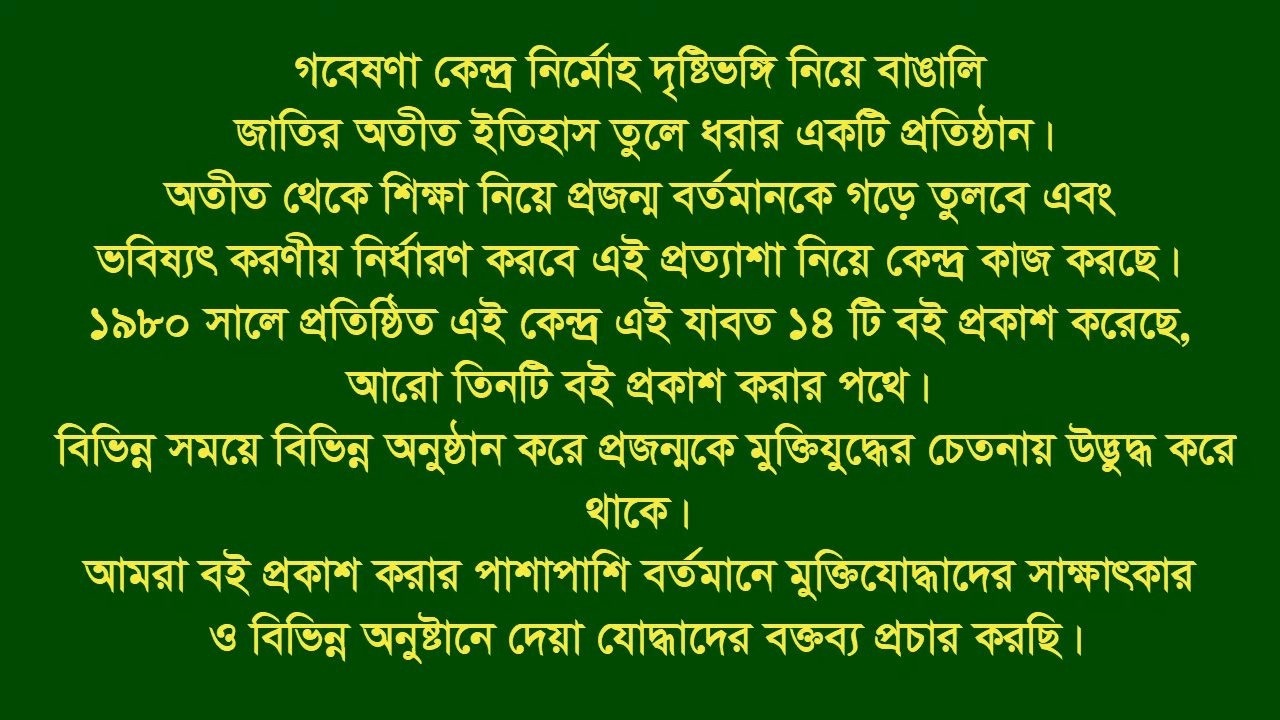 গবেষণা কেন্দ্র নির্মোহ দৃষ্টিভঙ্গি নিয়ে বাঙালি
জাতির অতীত ইতিহাস তুলে ধরার একটি প্রতিষ্ঠান।
অতীত থেকে শিক্ষা নিয়ে প্রজন্ম বর্তমানকে গড়ে তুলবে এবং
ভবিষ্যৎ করণীয় নির্ধারণ করবে এই প্রত্যাশা নিয়ে কেন্দ্র কাজ করছে।
১৯৮০ সালে প্রতিষ্ঠিত এই কেন্দ্র এই যাবত ১৪ টি বই প্রকাশ করেছে,
আরো তিনটি বই প্রকাশ করার পথে।
বিভিন্ন সময়ে বিভিন্ন অনুষ্ঠান করে প্রজন্মকে মুক্তিযুদ্ধের চেতনায় উদ্ভুদ্ধ করে
থাকে।
আমরা বই প্রকাশ করার পাশাপাশি বর্তমানে মুক্তিযোদ্ধাদের সাক্ষাৎকার
ও বিভিন্ন অনুষ্টানে দেয়া যোদ্ধাদের বক্তব্য প্রচার করছি।